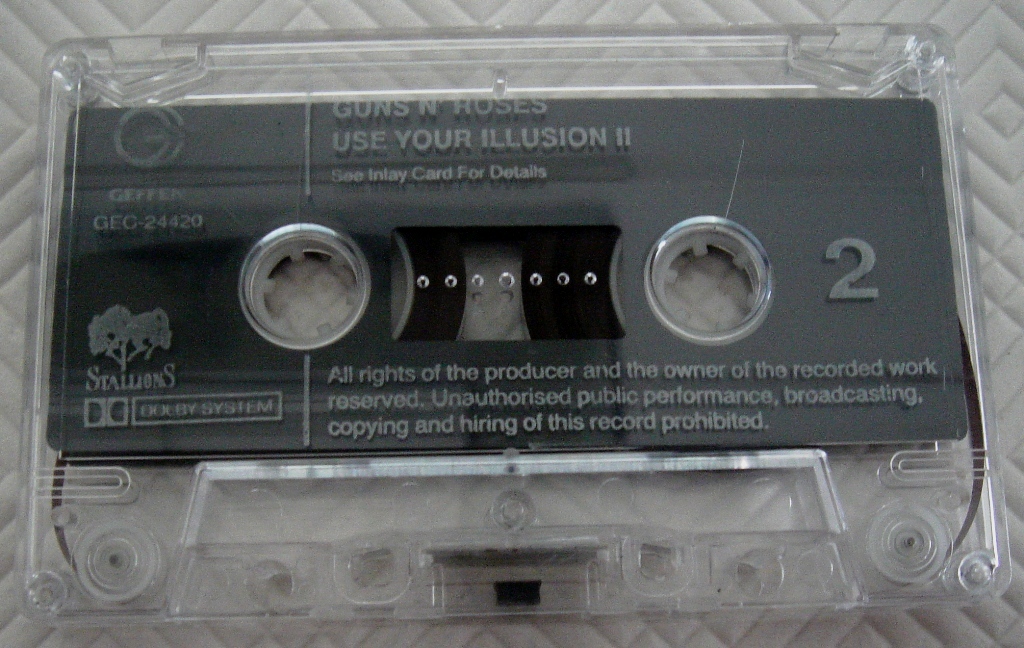 GUNS N' ROSES
USE YOUR ILLUSION II
See Inlay Card For Details
G
GEFFEN
GEC-24420
2
STALLIONS
DOLBY SYSTEM
All rights of the producer and the owner of the recorded work
reserved. Unauthorised public performance, broadcasting,
copying and hiring of this record prohibited.